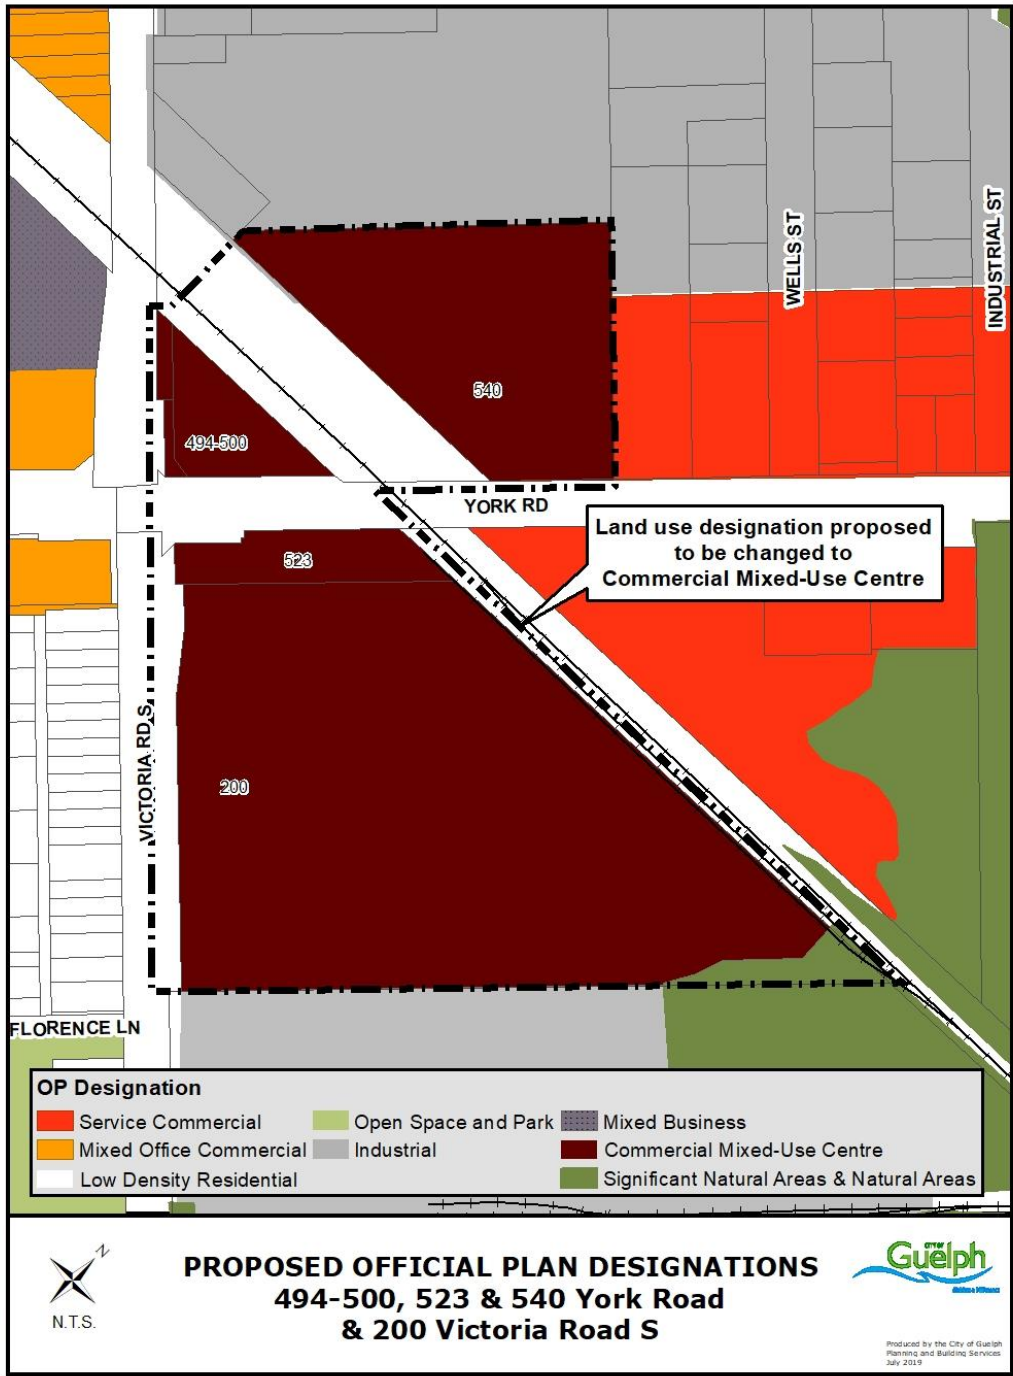 WELLS ST
INDUSTRIAL ST
540
494-500
YORK RD
Land use designation proposed
to be changed to
Commercial Mixed-Use Centre
523
VICTORIA RD S
200
FLORENCE LN
OP Designation
Service Commercial
Open Space and Park
Mixed Business
Mixed Office Commercial
Industrial
Commercial Mixed-Use Centre
Low Density Residential
Significant Natural Areas & Natural Areas
N
N.T.S.
PROPOSED OFFICIAL PLAN DESIGNATIONS
494-500, 523 & 540 York Road
& 200 Victoria Road S
CITY OF
Guelph
Produced by the City of Guelph
Planning and Building Services
July 2019